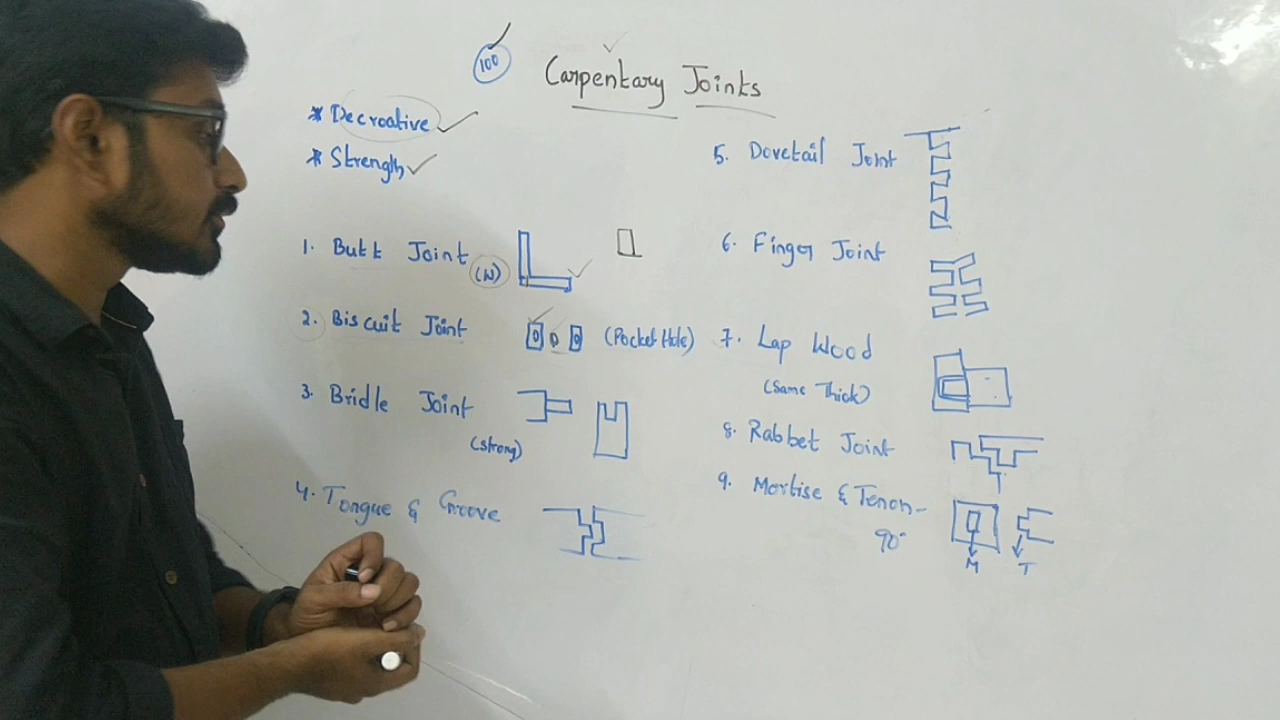 100
Carpentary Joints
* Decroative
* Strength
1. Butt Joint (W)
2. Biscuit Joint (Pocket Hole)
3. Bridle Joint
(strong)
4. Tongue & Groove
5. Dovetail Joint
6. Finger Joint
7. Lap Wood
(Same Thick)
8. Rabbet Joint
9. Mortise & Tenon-
90°
M T